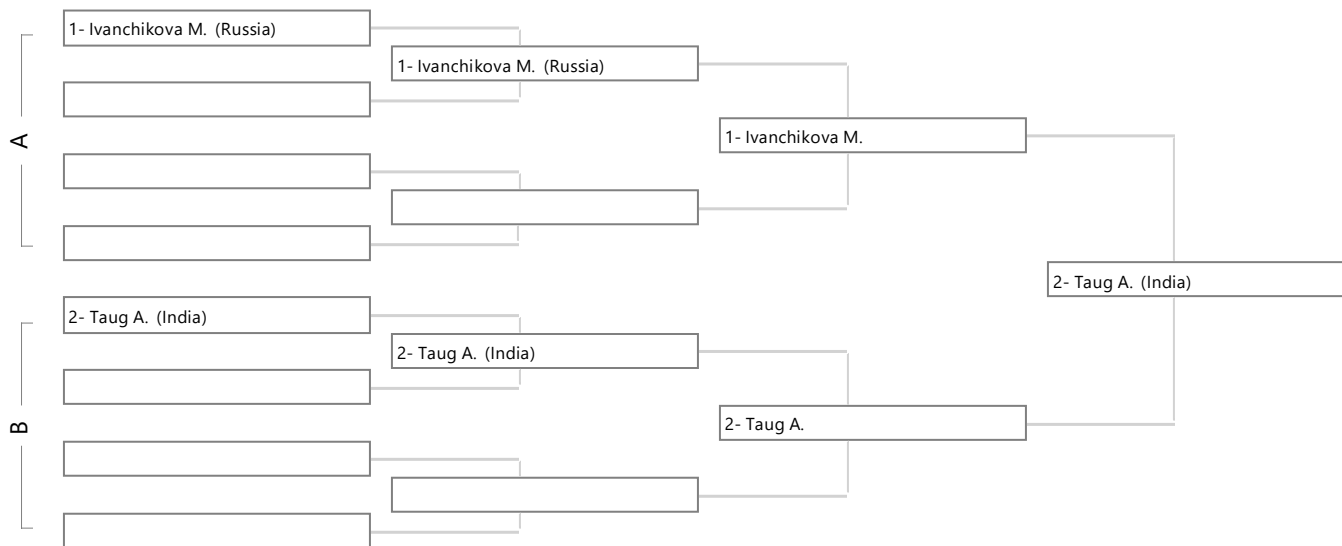 1- Ivanchikova M. (Russia)
1- Ivanchikova M. (Russia)
1- Ivanchikova M.
A
2- Taug A. (India)
2- Taug A. (India)
2- Taug A. (India)
2- Taug A.
B